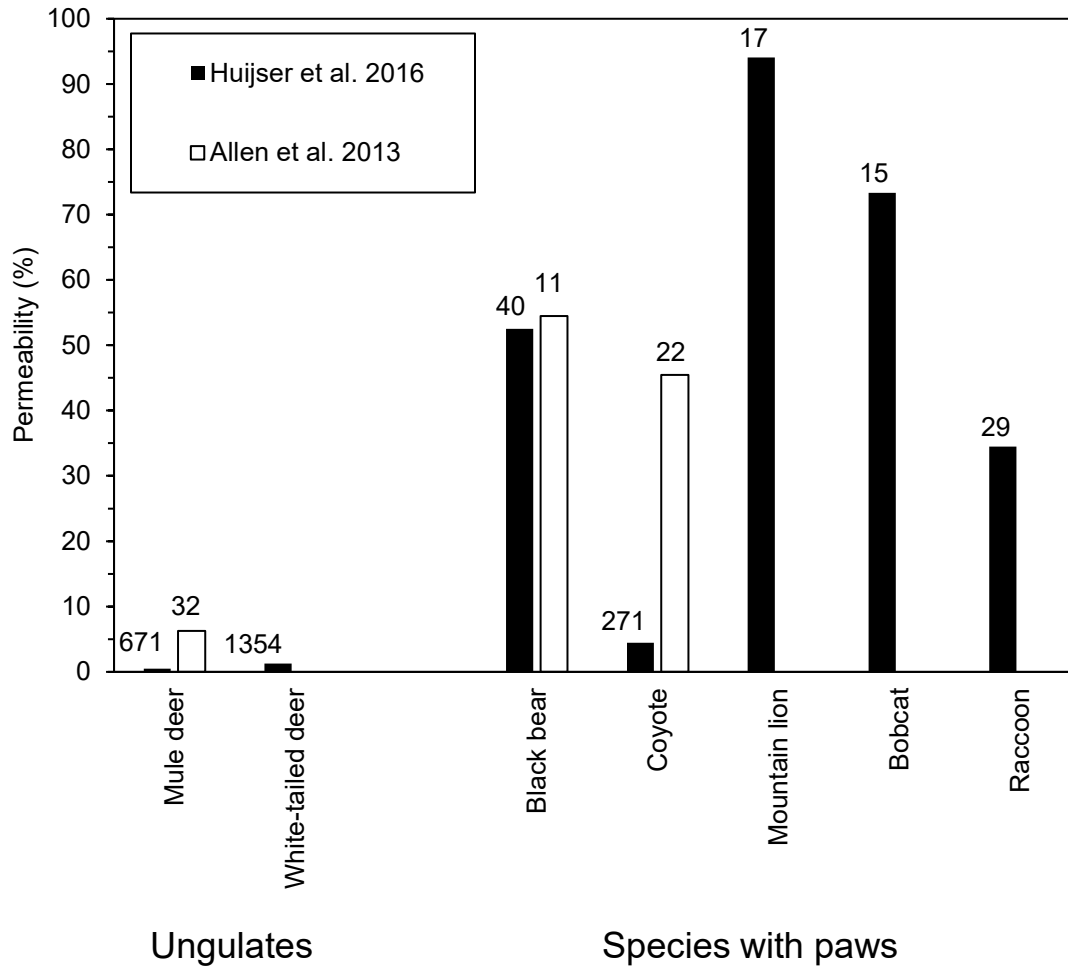 100
90
80
70
60
50
40
30
20
10
0
Permeability (%)
Huijser et al. 2016
Allen et al. 2013
671
32
1354
40
11
271
22
17
15
29
Mule deer
White-tailed deer
Black bear
Coyote
Mountain lion
Bobcat
Raccoon
Ungulates
Species with paws